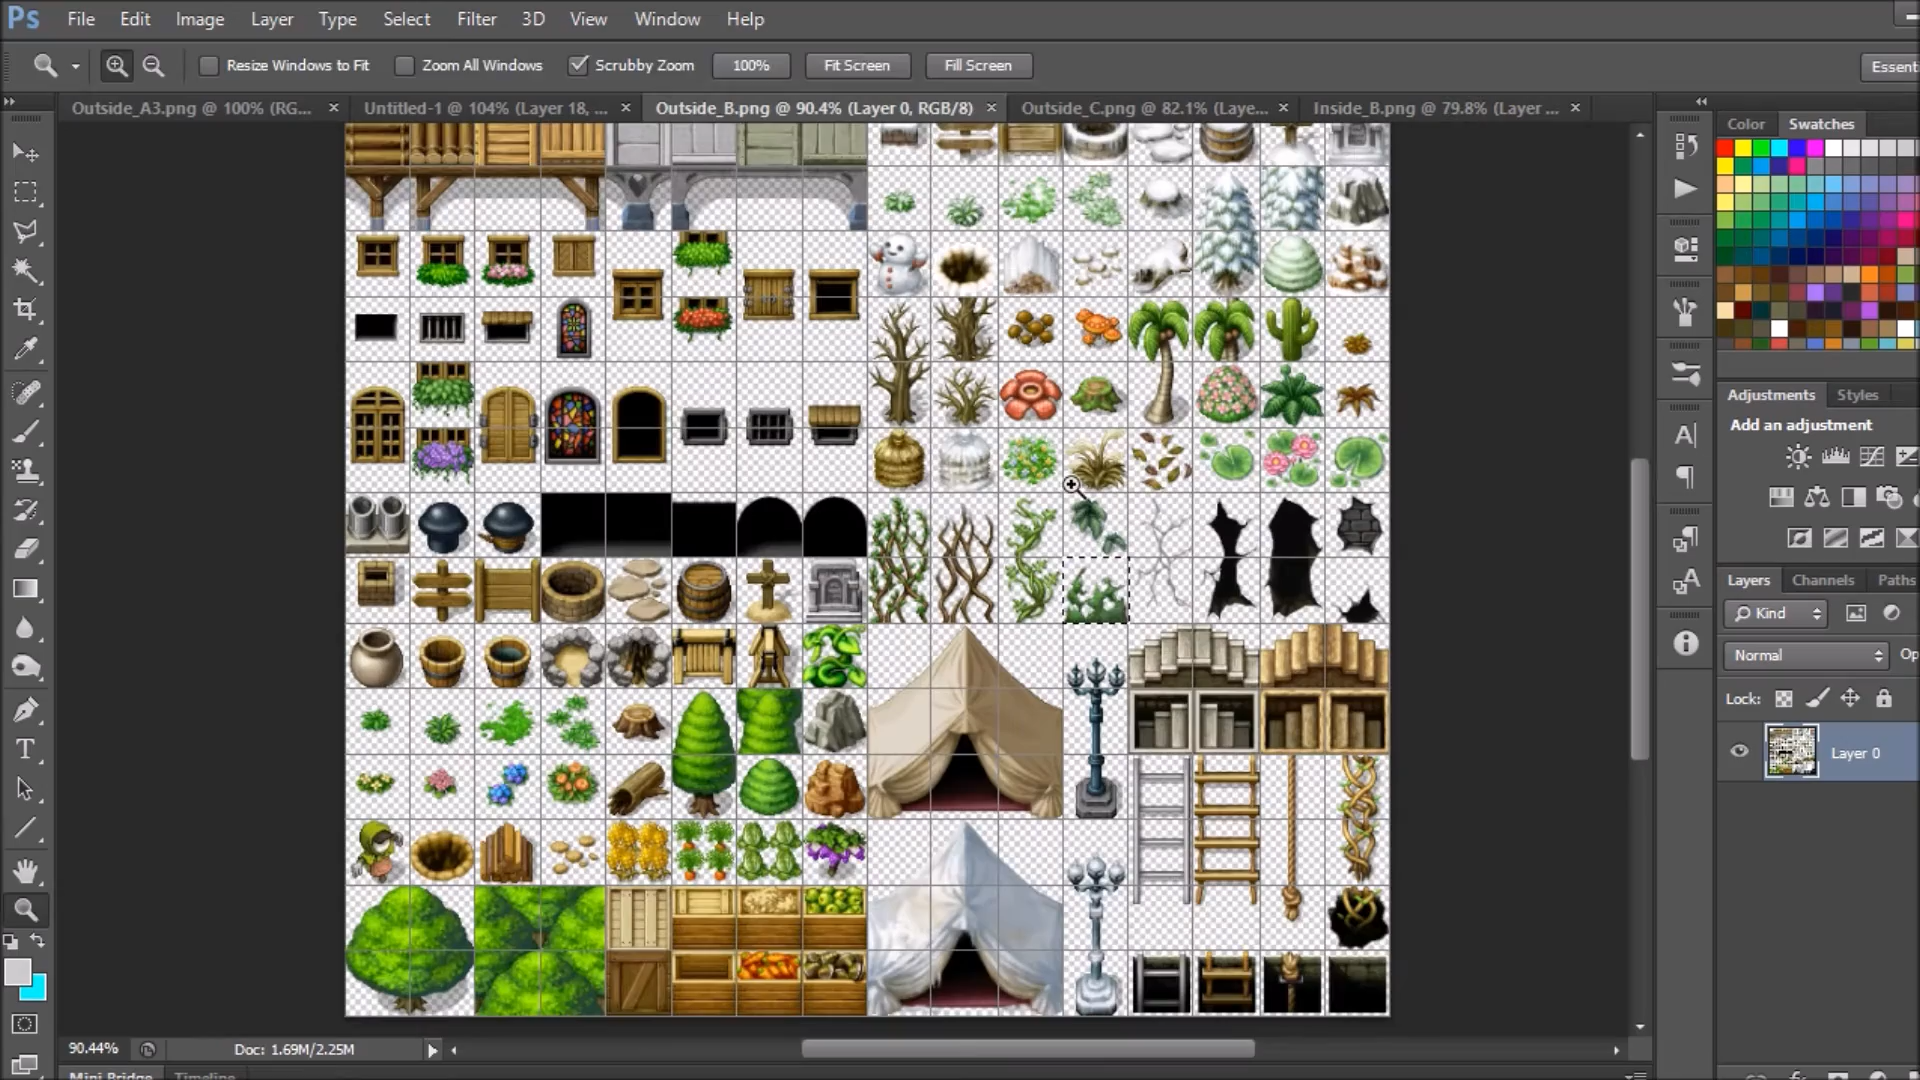 Ps File Edit Image Layer Type Select Filter 3D View Window Help
Resize Windows to Fit Zoom All Windows Scrubby Zoom 100% Fit Screen Fill Screen Essenti
Outside_A3.png @ 100% (RG... × Untitled-1 @ 104% (Layer 18, ... × Outside_B.png @ 90.4% (Layer 0, RGB/8) × Outside_C.png @ 82.1% (Laye... × Inside_B.png @ 79.8% (Layer ... ×
Color Swatches
Adjustments Styles
Add an adjustment
Layers Channels Paths
Kind
Normal Op
Lock:
Layer 0
90.44% Doc: 1.69M/2.25M
Mini Bridge Timeline